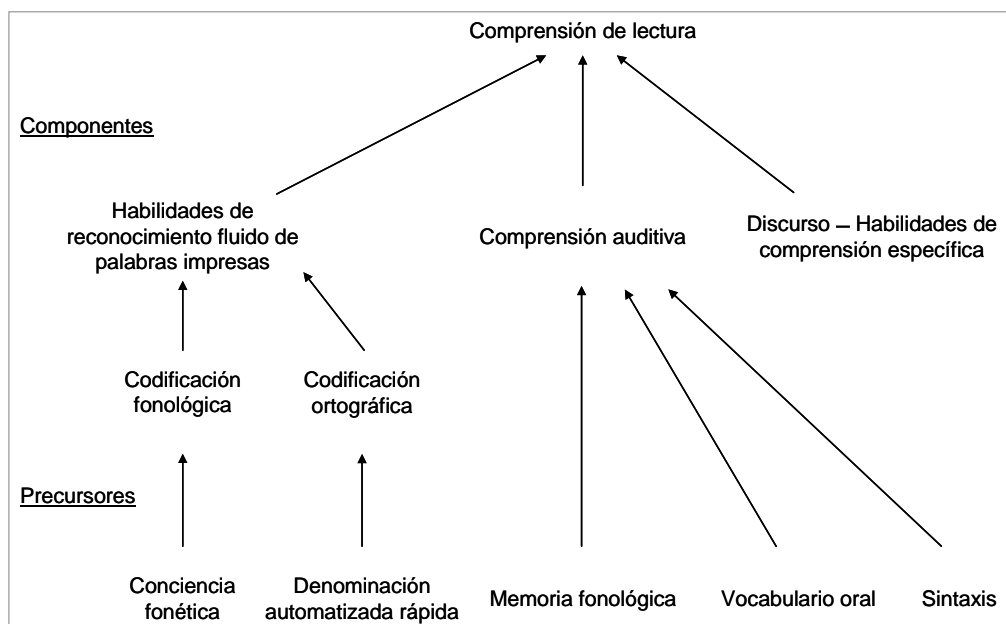 Comprensión de lectura
Componentes
Habilidades de
reconocimiento fluido de
palabras impresas
Comprensión auditiva
Discurso – Habilidades de
comprensión específica
Codificación
fonológica
Codificación
ortográfica
Precursores
Conciencia
fonética
Denominación
automatizada rápida
Memoria fonológica
Vocabulario oral
Sintaxis